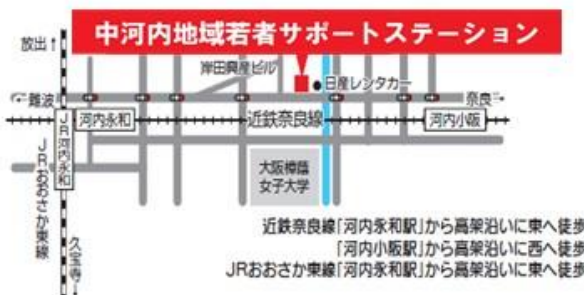 中河内地域若者サポートステーション
放出↑
岸田興産ビル
日産レンタカー
←難波
奈良→
JR河内永和
河内永和
近鉄奈良線
河内小阪
JRおおさか東線
大阪樟蔭
女子大学
久宝寺↓
近鉄奈良線「河内永和駅」から高架沿いに東へ徒歩
「河内小阪駅」から高架沿いに西へ徒歩
JRおおさか東線「河内永和駅」から高架沿いに東へ徒歩